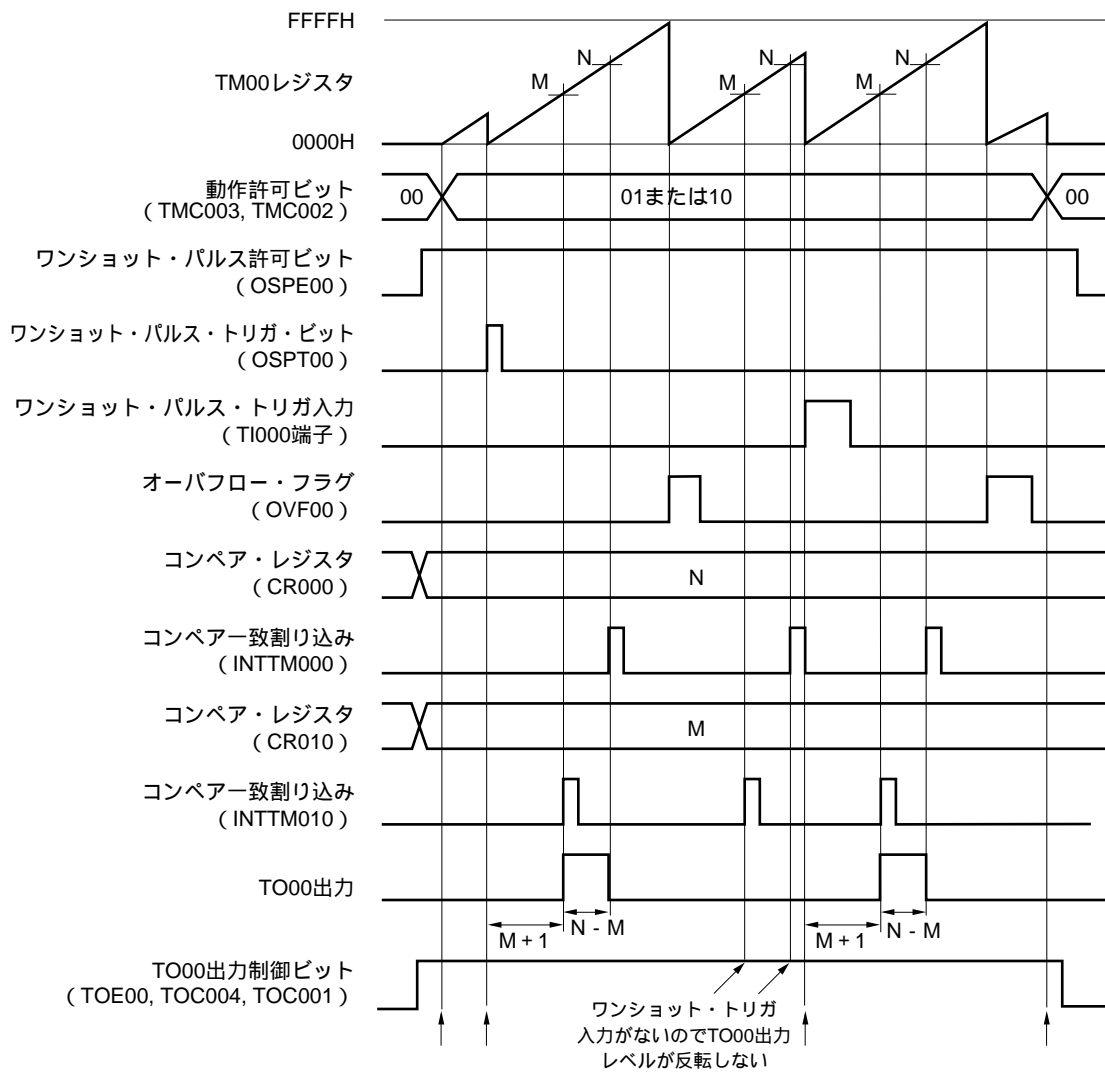 FFFFH
TM00レジスタ
0000H
M
N
M
N
M
N
動作許可ビット
（TMC003, TMC002）
00
01または10
00
ワンショット・パルス許可ビット
（OSPE00）
ワンショット・パルス・トリガ・ビット
（OSPT00）
ワンショット・パルス・トリガ入力
（TI000端子）
オーバフロー・フラグ
（OVF00）
コンペア・レジスタ
（CR000）
N
コンペア一致割り込み
（INTTM000）
コンペア・レジスタ
（CR010）
M
コンペア一致割り込み
（INTTM010）
TO00出力
M + 1
N - M
M + 1
N - M
TO00出力制御ビット
（TOE00, TOC004, TOC001）
ワンショット・トリガ
入力がないのでTO00出力
レベルが反転しない